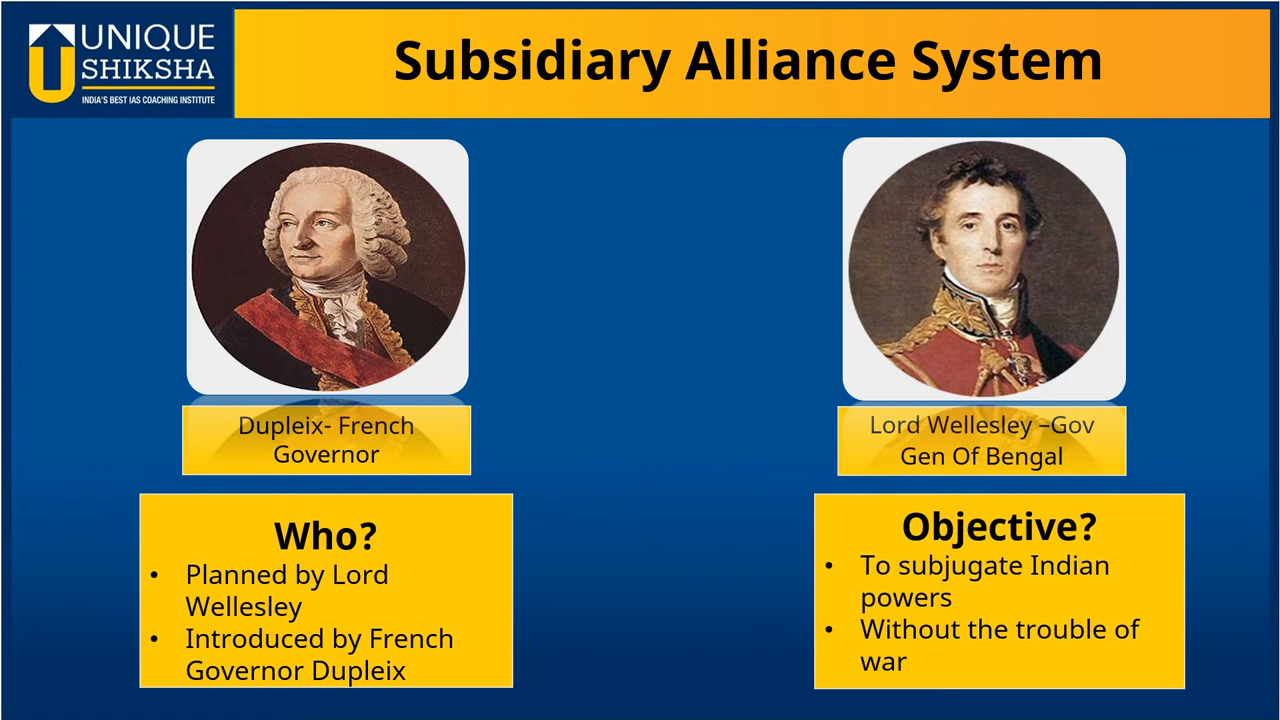 UNIQUE
SHIKSHA
INDIA'S BEST IAS COACHING INSTITUTE
Subsidiary Alliance System
Dupleix- French
Governor
Lord Wellesley –Gov
Gen Of Bengal
Who?
• Planned by Lord
Wellesley
• Introduced by French
Governor Dupleix
Objective?
• To subjugate Indian
powers
• Without the trouble of
war